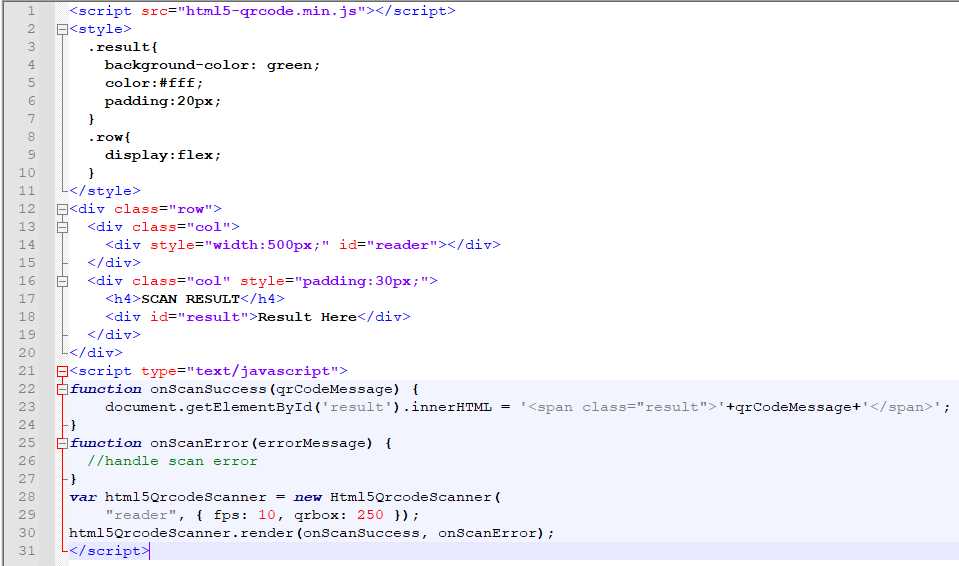 1 <script src="html5-qrcode.min.js"></script>
2 <style>
3   .result{
4     background-color: green;
5     color:#fff;
6     padding:20px;
7   }
8   .row{
9     display:flex;
10   }
11 </style>
12 <div class="row">
13   <div class="col">
14     <div style="width:500px;" id="reader"></div>
15   </div>
16   <div class="col" style="padding:30px;">
17     <h4>SCAN RESULT</h4>
18     <div id="result">Result Here</div>
19   </div>
20 </div>
21 <script type="text/javascript">
22 function onScanSuccess(qrCodeMessage) {
23     document.getElementById('result').innerHTML = '<span class="result">'+qrCodeMessage+'</span>';
24 }
25 function onScanError(errorMessage) {
26   //handle scan error
27 }
28 var html5QrcodeScanner = new Html5QrcodeScanner(
29     "reader", { fps: 10, qrbox: 250 });
30 html5QrcodeScanner.render(onScanSuccess, onScanError);
31 </script>